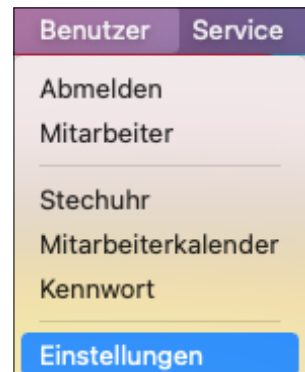 Benutzer Service
Abmelden
Mitarbeiter
Stechuhr
Mitarbeiterkalender
Kennwort
Einstellungen